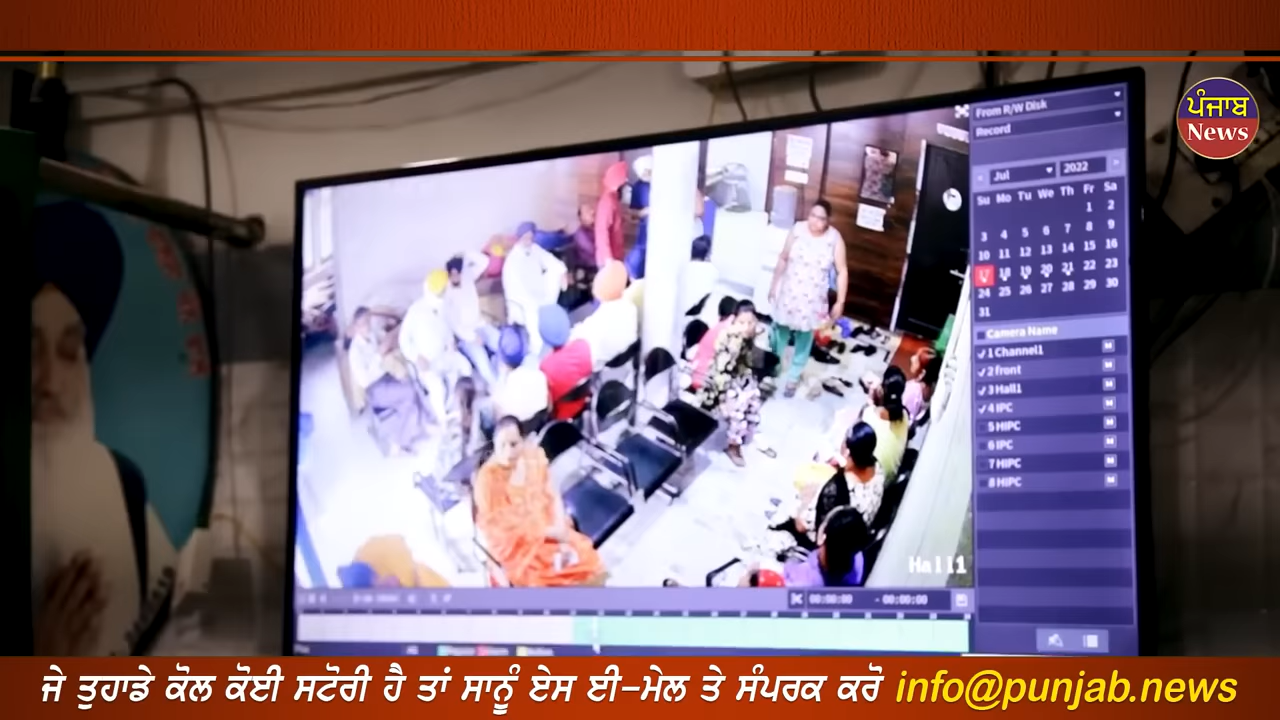 ਪੰਜਾਬ
News
From R/W Disk
Record
Jul 2022
Su Mo Tu We Th Fr Sa
1 2
3 4 5 6 7 8 9
10 11 12 13 14 15 16
17 18 19 20 21 22 23
24 25 26 27 28 29 30
31
Camera Name
1 Channel1 M
2 front M
3 Hall1 M
4 IPC M
5 HIPC M
6 IPC M
7 HIPC M
8 HIPC M
Hall1
00:00:00 - 00:00:00
ਜੇ ਤੁਹਾਡੇ ਕੋਲ ਕੋਈ ਸਟੋਰੀ ਹੈ ਤਾਂ ਸਾਨੂੰ ਏਸ ਈ-ਮੇਲ ਤੇ ਸੰਪਰਕ ਕਰੋ info@punjab.news